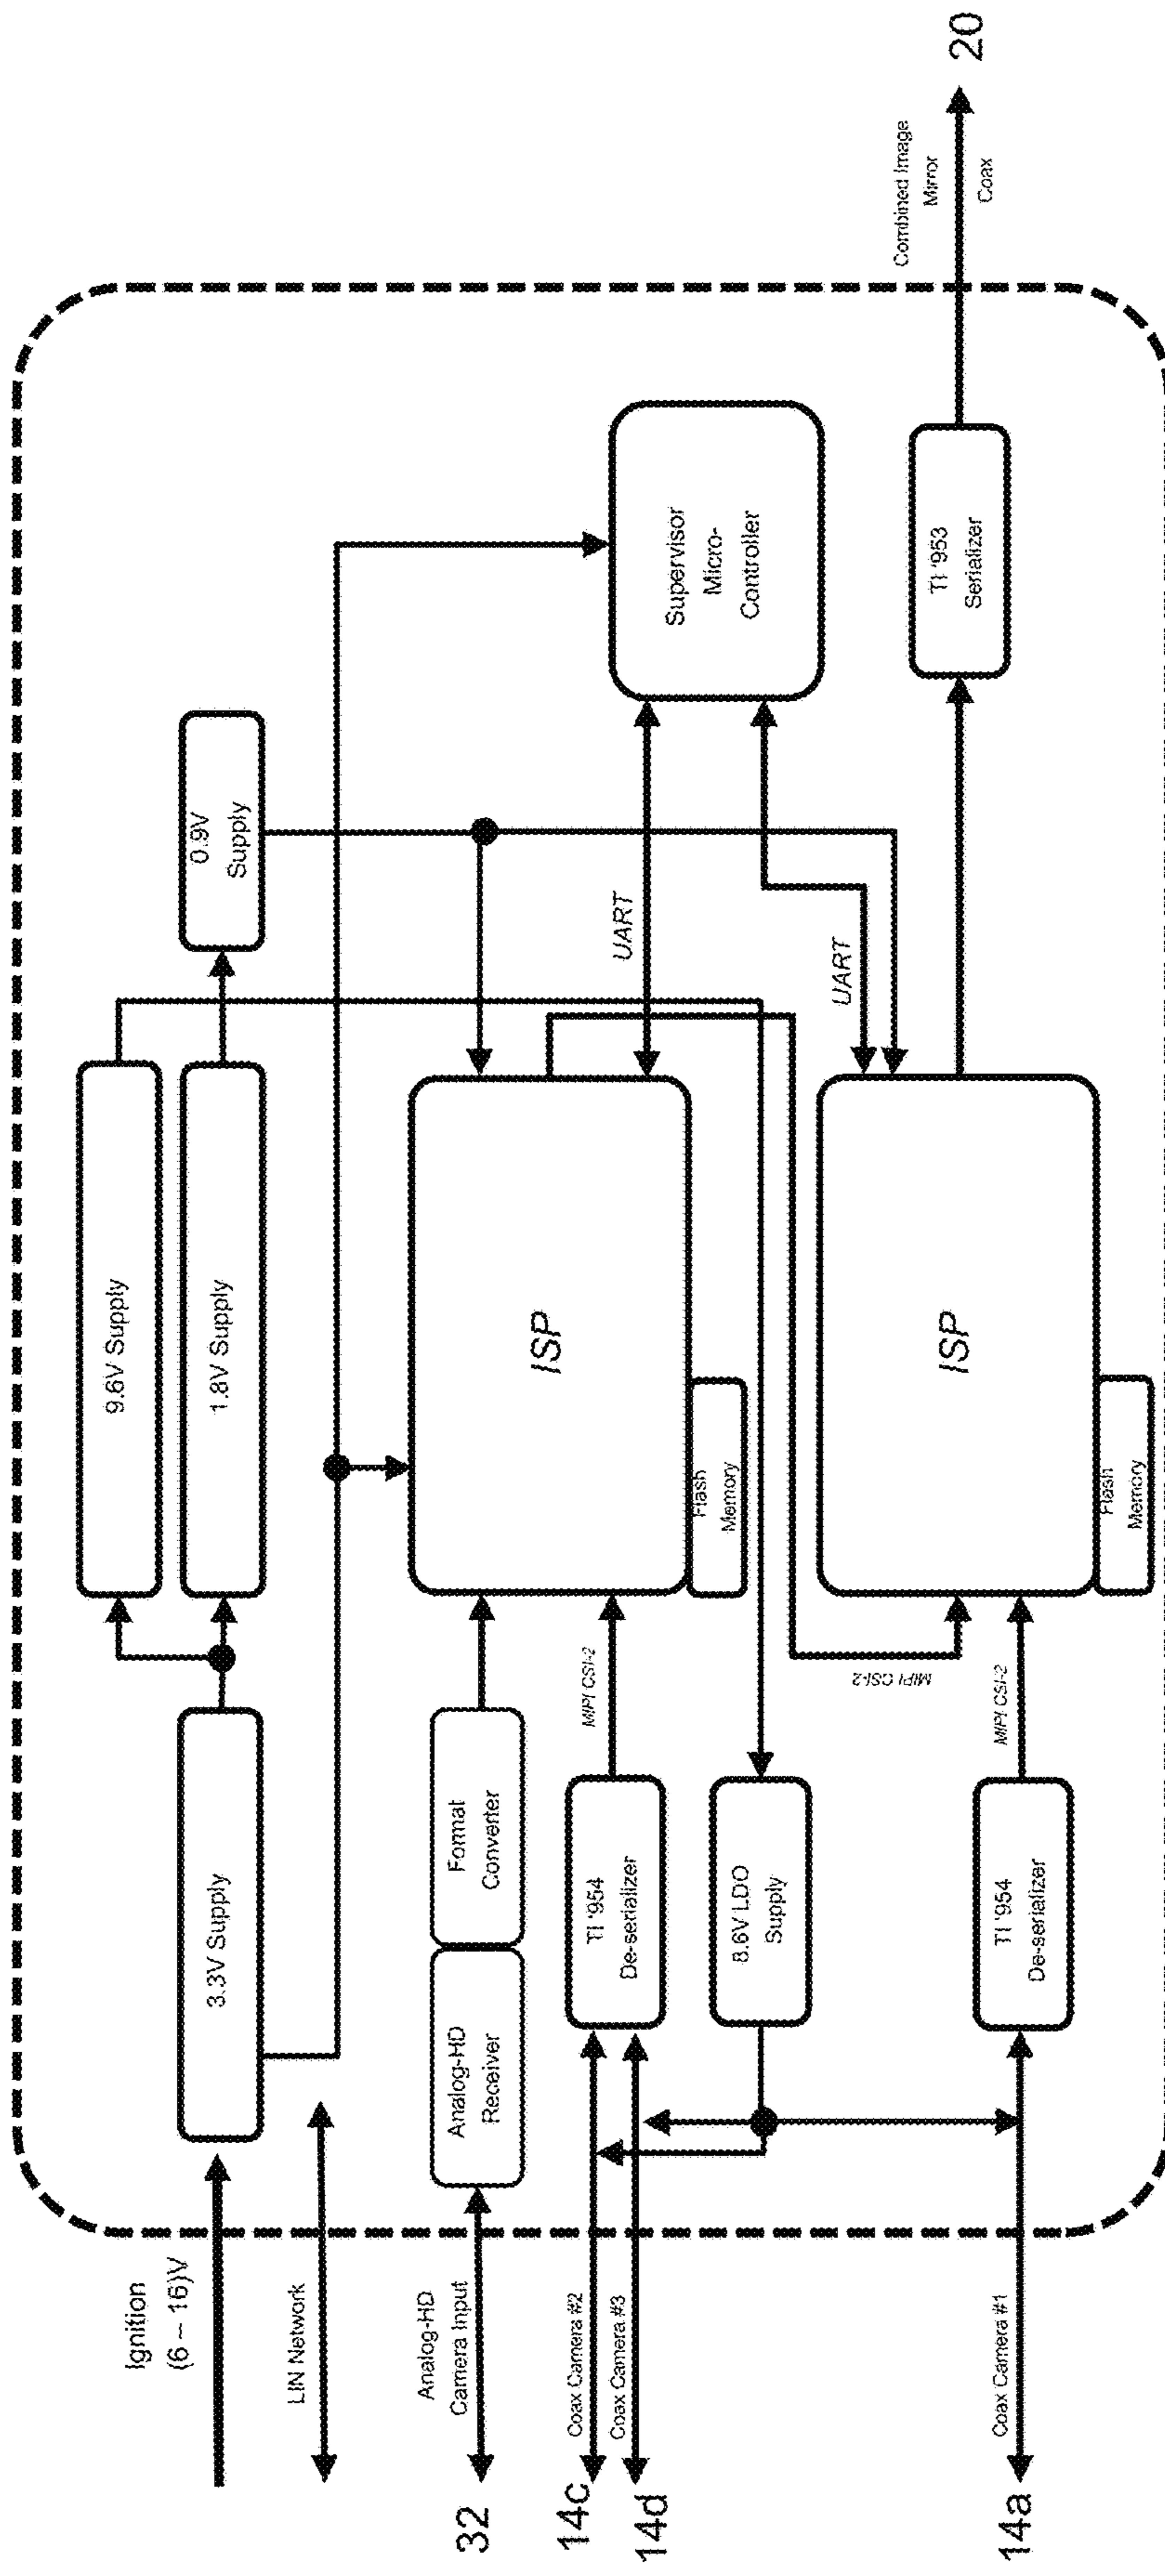 Ignition
(6 – 16)V
LIN Network
Analog-HD
Camera Input
32
Coax Camera #2
14c
Coax Camera #3
14d
Coax Camera #1
14a
3.3V Supply
9.6V Supply
1.8V Supply
0.9V
Supply
Analog-HD
Receiver
Format
Converter
TI '954
De-serializer
MIPI CSI-2
8.6V LDO
Supply
TI '954
De-serializer
MIPI CSI-2
MIPI CSI-2
ISP
Flash
Memory
ISP
Flash
Memory
UART
UART
Supervisor
Micro-
Controller
TI '953
Serializer
Combined Image
Mirror
Coax
20